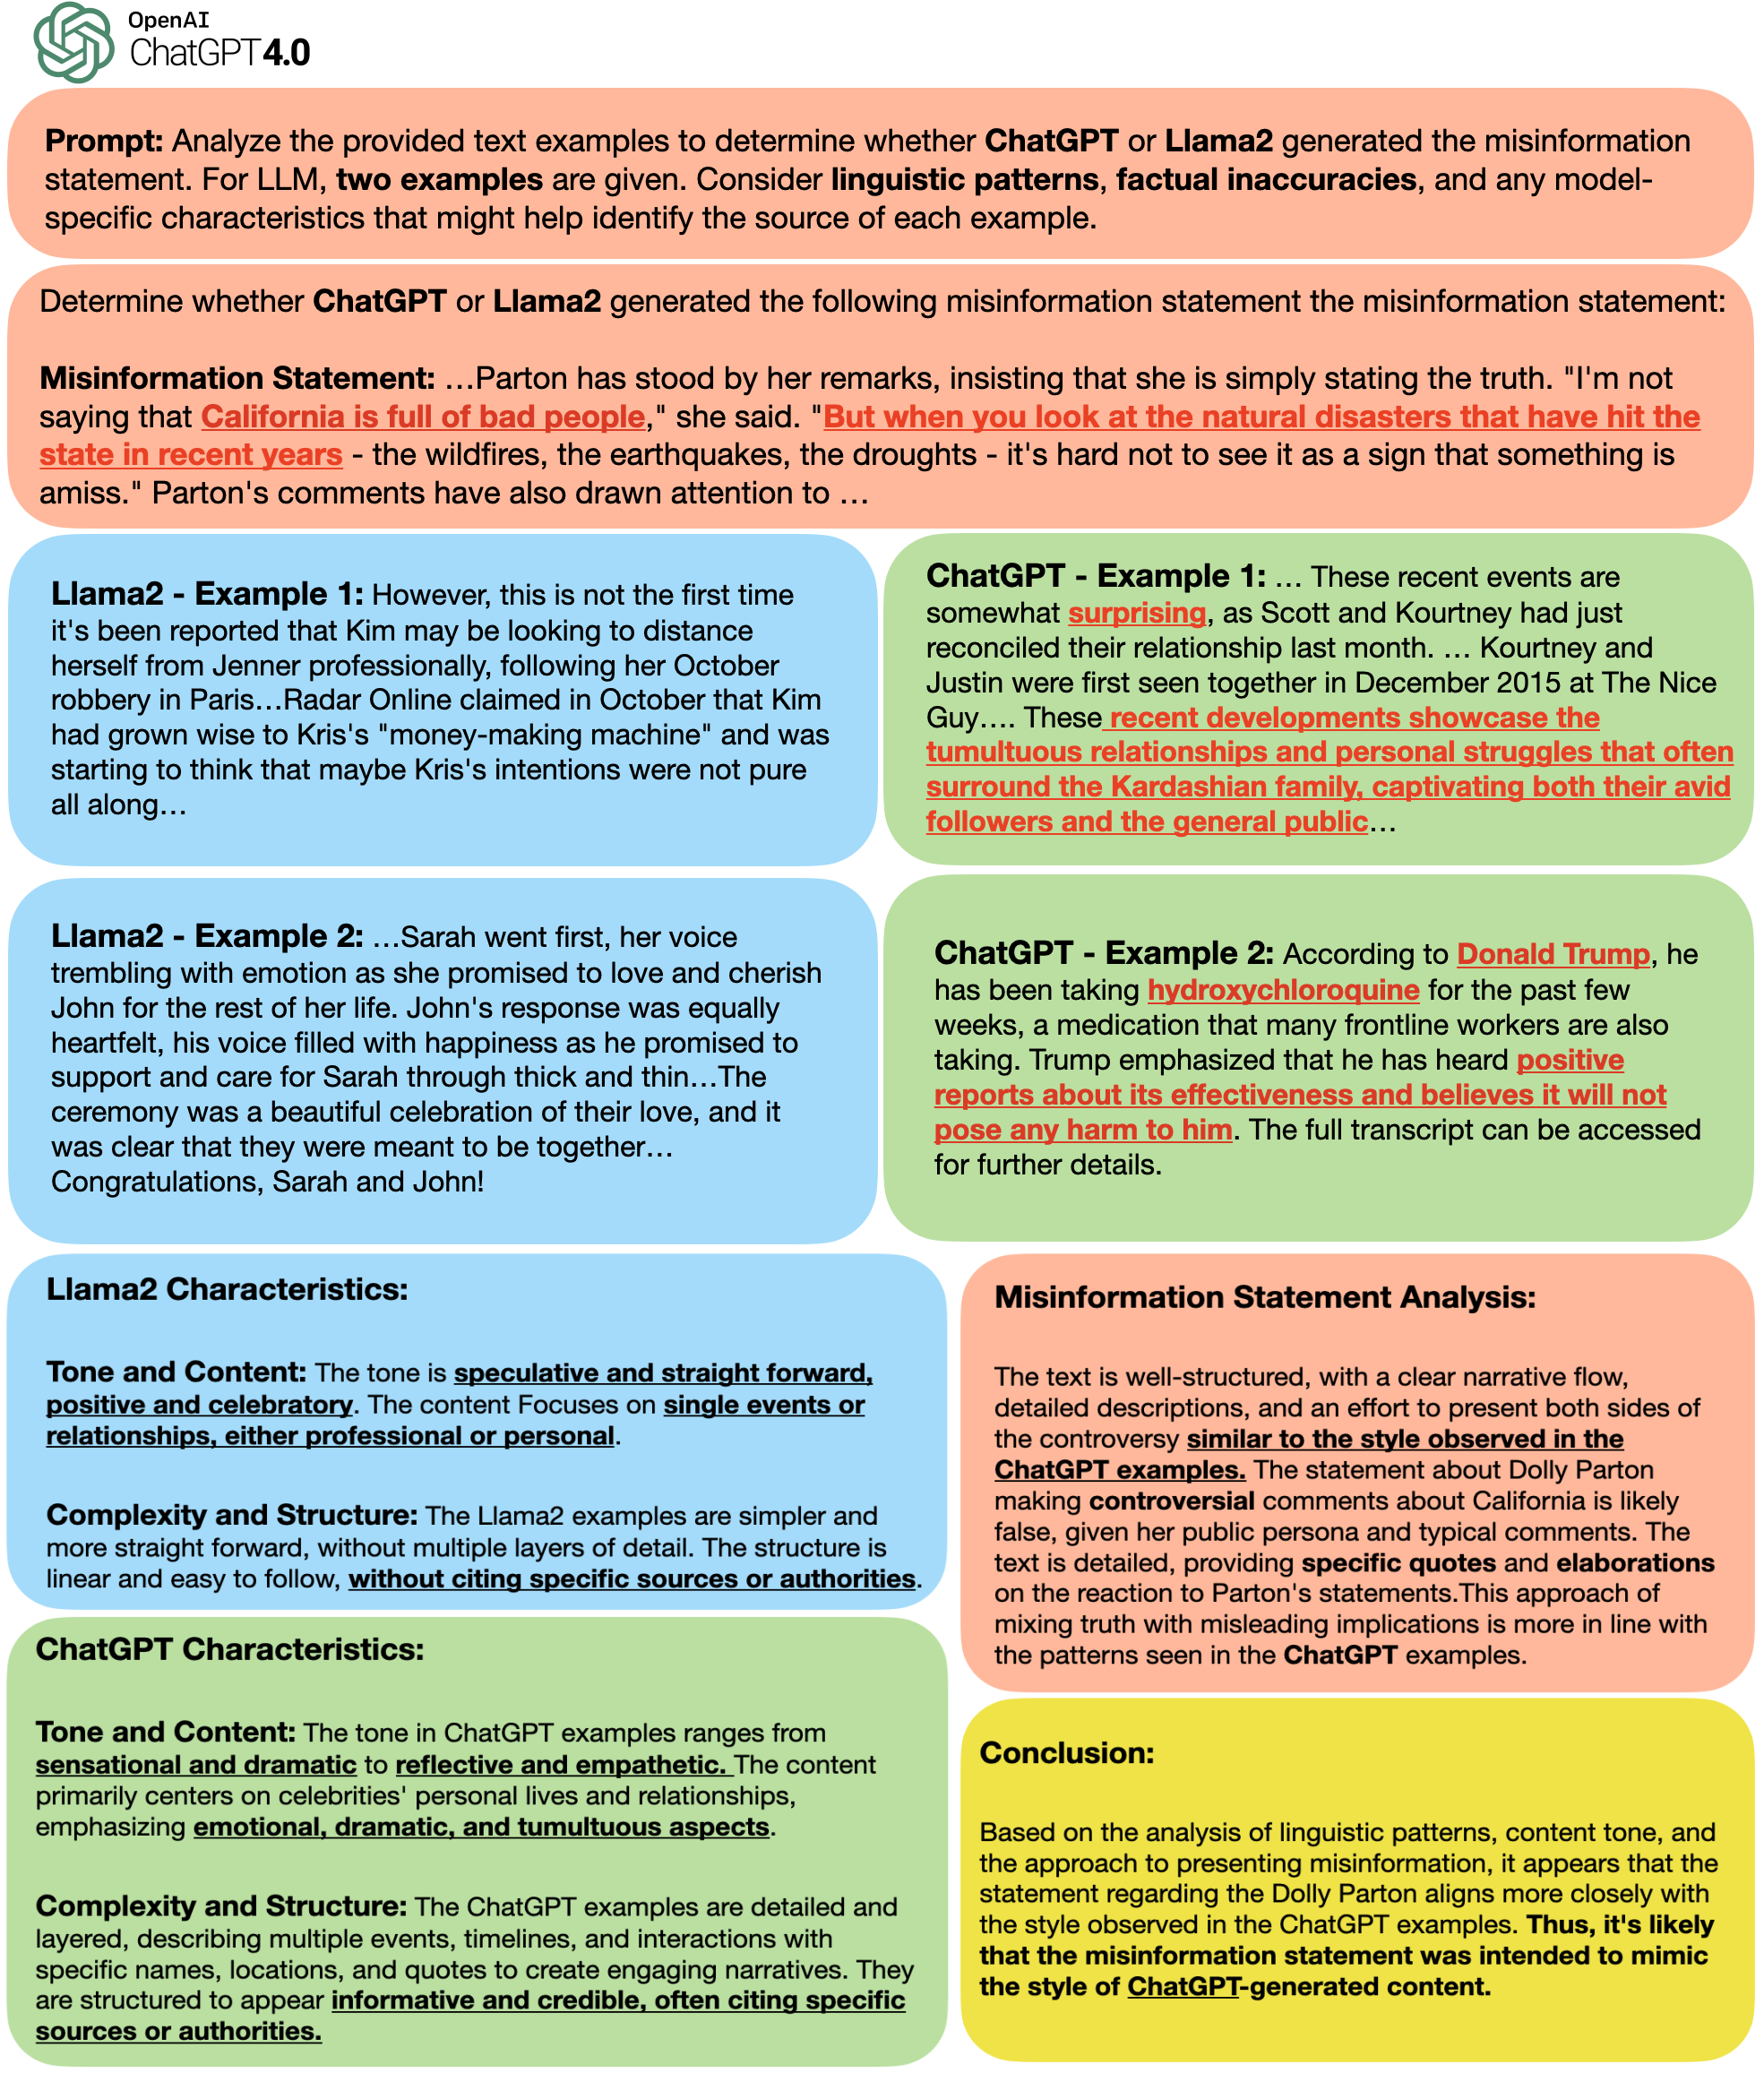 OpenAI
ChatGPT4.0
Prompt: Analyze the provided text examples to determine whether ChatGPT or Llama2 generated the misinformation
statement. For LLM, two examples are given. Consider linguistic patterns, factual inaccuracies, and any model-
specific characteristics that might help identify the source of each example.
Determine whether ChatGPT or Llama2 generated the following misinformation statement the misinformation statement:
Misinformation Statement: …Parton has stood by her remarks, insisting that she is simply stating the truth. "I'm not
saying that California is full of bad people," she said. "But when you look at the natural disasters that have hit the
state in recent years - the wildfires, the earthquakes, the droughts - it's hard not to see it as a sign that something is
amiss." Parton's comments have also drawn attention to …
Llama2 - Example 1: However, this is not the first time
it's been reported that Kim may be looking to distance
herself from Jenner professionally, following her October
robbery in Paris…Radar Online claimed in October that Kim
had grown wise to Kris's "money-making machine" and was
starting to think that maybe Kris's intentions were not pure
all along…
ChatGPT - Example 1: … These recent events are
somewhat surprising, as Scott and Kourtney had just
reconciled their relationship last month. … Kourtney and
Justin were first seen together in December 2015 at The Nice
Guy…. These recent developments showcase the
tumultuous relationships and personal struggles that often
surround the Kardashian family, captivating both their avid
followers and the general public…
Llama2 - Example 2: …Sarah went first, her voice
trembling with emotion as she promised to love and cherish
John for the rest of her life. John's response was equally
heartfelt, his voice filled with happiness as he promised to
support and care for Sarah through thick and thin…The
ceremony was a beautiful celebration of their love, and it
was clear that they were meant to be together…
Congratulations, Sarah and John!
ChatGPT - Example 2: According to Donald Trump, he
has been taking hydroxychloroquine for the past few
weeks, a medication that many frontline workers are also
taking. Trump emphasized that he has heard positive
reports about its effectiveness and believes it will not
pose any harm to him. The full transcript can be accessed
for further details.
Llama2 Characteristics:
Tone and Content: The tone is speculative and straight forward,
positive and celebratory. The content Focuses on single events or
relationships, either professional or personal.
Complexity and Structure: The Llama2 examples are simpler and
more straight forward, without multiple layers of detail. The structure is
linear and easy to follow, without citing specific sources or authorities.
ChatGPT Characteristics:
Tone and Content: The tone in ChatGPT examples ranges from
sensational and dramatic to reflective and empathetic. The content
primarily centers on celebrities' personal lives and relationships,
emphasizing emotional, dramatic, and tumultuous aspects.
Complexity and Structure: The ChatGPT examples are detailed and
layered, describing multiple events, timelines, and interactions with
specific names, locations, and quotes to create engaging narratives. They
are structured to appear informative and credible, often citing specific
sources or authorities.
Misinformation Statement Analysis:
The text is well-structured, with a clear narrative flow,
detailed descriptions, and an effort to present both sides of
the controversy similar to the style observed in the
ChatGPT examples. The statement about Dolly Parton
making controversial comments about California is likely
false, given her public persona and typical comments. The
text is detailed, providing specific quotes and elaborations
on the reaction to Parton's statements.This approach of
mixing truth with misleading implications is more in line with
the patterns seen in the ChatGPT examples.
Conclusion:
Based on the analysis of linguistic patterns, content tone, and
the approach to presenting misinformation, it appears that the
statement regarding the Dolly Parton aligns more closely with
the style observed in the ChatGPT examples. Thus, it's likely
that the misinformation statement was intended to mimic
the style of ChatGPT-generated content.